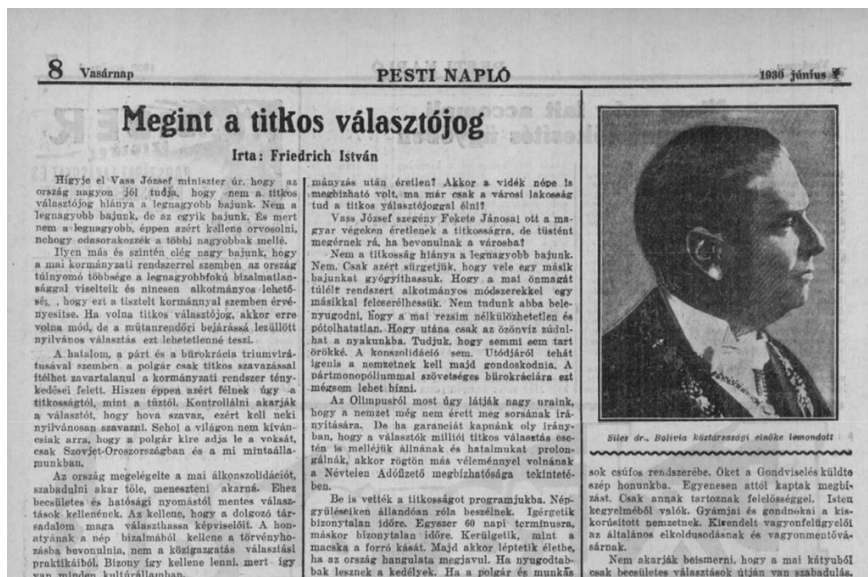 8 Vasárnap
PESTI NAPLÓ
1930 június
Megint a titkos választójog
Irta: Friedrich István
Higyje el Vass József miniszter úr, hogy az
ország nagyon jól tudja, hogy nem a titkos
választójog hiánya a legnagyobb bajunk. Nem a
legnagyobb bajunk, de az egyik bajunk. És mert
nem a legnagyobb, éppen azért kellene orvosolni,
nehogy odasorakozzék a többi nagyobbak mellé.
Ilyen más és szintén elég nagy bajunk, hogy
a mai kormányzati rendszerrel szemben az ország
túlnyomó többsége a legnagyobbfokú bizalmatlan-
sággal viseltetik és nincsen alkotmányos lehető-
ség, hogy ezt a tisztelt kormánnyal szemben érvé-
nyesítse. Ha volna titkos választójog, akkor erre
volna mód, de a mútanrendőri bejárássá lezüllött
nyilvános választás ezt lehetetlenné teszi.
A hatalom, a párt és a bürokrácia triumvirá-
tusával szemben a polgár csak titkos szavazással
ítélhet zavartalanul a kormányzati rendszer tény-
kedései felett. Hiszen éppen azért félnek úgy a
titkosságtól, mint a tűztől. Kontrollálni akarják
a választót, hogy hova szavaz, ezért kell neki
nyilvánosan szavazni. Sehol a világon nem kíván-
csiak arra, hogy a polgár kire adja le a voksát,
csak Szovjet-Oroszországban és a mi mintaálla-
munkban.
Az ország megelégelte a mai álkonszolidációt,
szabadulni akar tőle, meneszteni akarná. Ehez
becsületes és hatósági nyomástól mentes válasz-
tások kellenének. Az kellene, hogy a dolgozó tár-
sadalom maga választhassa képviselőit. A hon-
atyának a nép bizalmából kellene a törvényho-
zásba bevonulnia, nem a közigazgatás választási
praktikáiból. Bizony így kellene lenni, mert így
van minden kultúrállamban.
mányzás után éretlen? Akkor a vidék népe is
megbízható volt, ma már csak a városi lakosság
tud a titkos választójoggal élni?
Vass József szegény Fekete Jánosai ott a ma-
gyar végeken éretlenek a titkosságra, de tüstént
megérnek rá, ha bevonulnak a városba?
Nem a titkosság hiánya a legnagyobb bajunk.
Nem. Csak azért sürgetjük, hogy vele egy másik
bajunkat gyógyíthassuk. Hogy a mai önmagát
túlélt rendszert alkotmányos módszerekkel egy
másikkal felcserélhessük. Nem tudunk abba bele-
nyugodni, hogy a mai rezsim nélkülözhetetlen és
pótolhatatlan. Hogy utána csak az özönvíz zúdul-
hat a nyakunkba. Tudjuk, hogy semmi sem tart
örökké. A konszolidáció sem. Utódjáról tehát
igenis a nemzetnek kell majd gondoskodnia. A
pártmonopóliummal szövetséges bürokráciára ezt
mégsem lehet bízni.
Az Olimpusról most úgy látják nagy uraink,
hogy a nemzet még nem érett meg sorsának irá-
nyítására. De ha garanciát kapnánk oly irány-
ban, hogy a választók milliói titkos választás ese-
tén is melléjük állnának és hatalmukat prolon-
gálnák, akkor rögtön más véleménnyel volnának
a Névtelen Adófizető megbízhatósága tekinteté-
ben.
Be is vették a titkosságot programjukba. Nép-
gyűléseiken állandóan róla beszélnek. Igérgetik
bizonytalan időre. Egyszer 60 napi terminusra,
máskor bizonytalan időre. Kerülgetik, mint a
macska a forró kását. Majd akkor léptetik életbe,
ha az ország hangulata megjavul. Ha nyugodtab-
bak lesznek a kedélyek. Ha a polgár és munkás
Siles dr., Bolivia köztársasági elnöke lemondott
sok csúfos rendszerébe. Őket a Gondviselés küldte
szép honunkba. Egyenesen attól kaptak megbí-
zást. Csak annak tartoznak felelősséggel. Isten
kegyelméből valók. Gyámjai és gondnokai a kis-
korúsított nemzetnek. Kirendelt vagyonfelügyelői
az általános elkoldusodásnak és vagyonmentővá-
sárnak.
Nem akarják beismerni, hogy a mai kátyuból
csak becsületes választások útján van szabadulás.